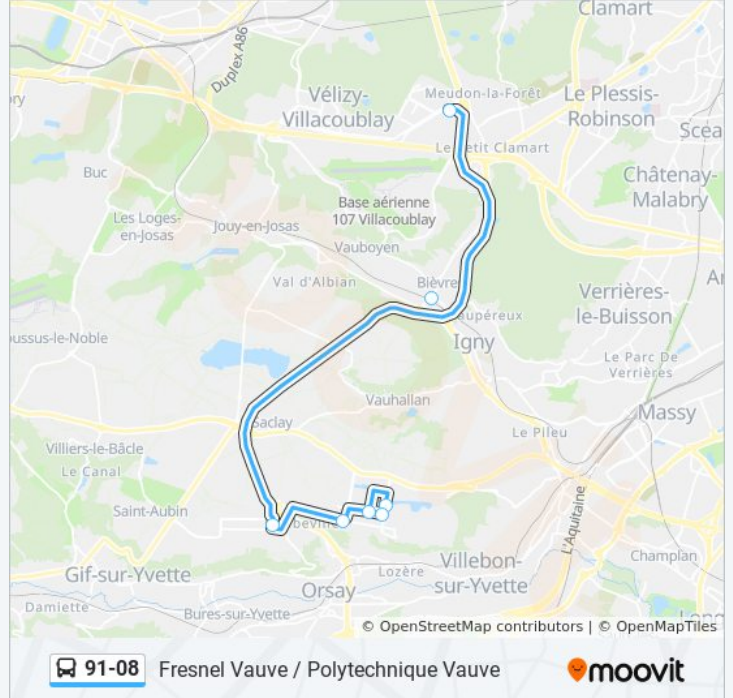 Clamart
Duplex A86
Meudon-la-Forêt
Vélizy-
Villacoublay
Le Plessis-
Robinson
Le Petit Clamart
Buc
Châtenay-
Malabry
Base aérienne
107 Villacoublay
Les Loges-
en-Josas
Jouy-en-Josas
Vauboyen
Val d'Albian
Bièvre
Verrières-
le-Buisson
oussus-le-Noble
upéreux
Igny
Le Parc De
Verrières
Vauhallan
Massy
Saclay
Le Pileu
Villiers-le-Bâcle
Le Canal
Saint-Aubin
L'Aquitaine
Champlan
Villebon-
sur-Yvette
Lozère
Gif-sur-Yvette
Orsay
Damiette
Bures-sur-Yvette
© OpenStreetMap contributors | © OpenMapTiles
91-08 Fresnel Vauve / Polytechnique Vauve moovit